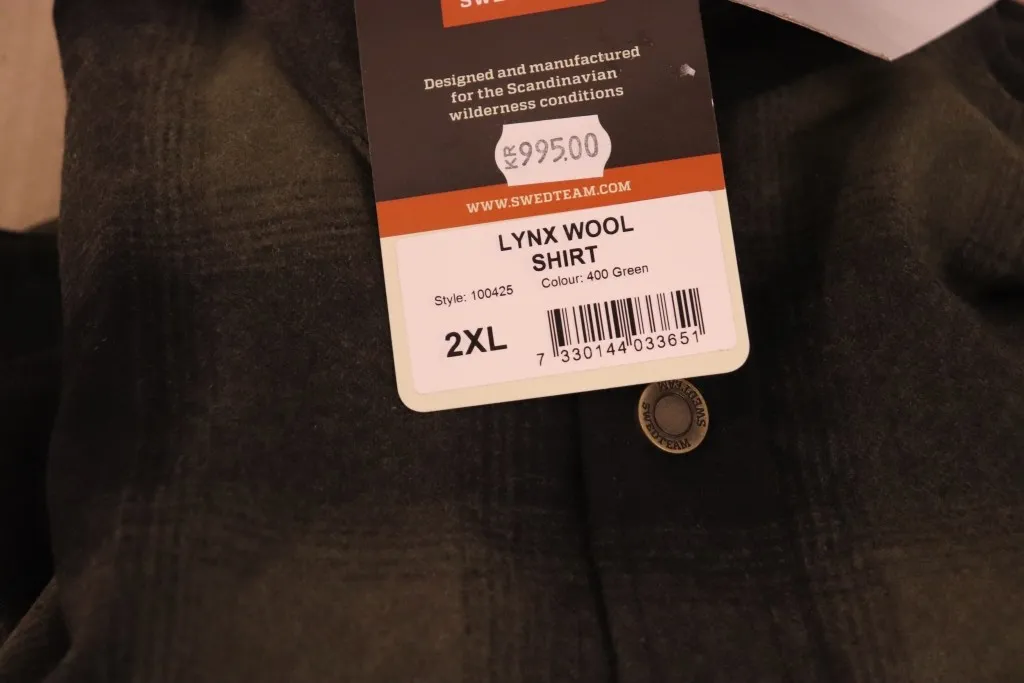 Designed and manufactured
for the Scandinavian
wilderness conditions
KR 995.00
WWW.SWEDTEAM.COM
LYNX WOOL
SHIRT
Style: 100425 Colour: 400 Green
2XL
7 330144 033651
SWEDTEAM
SWEDTEAM